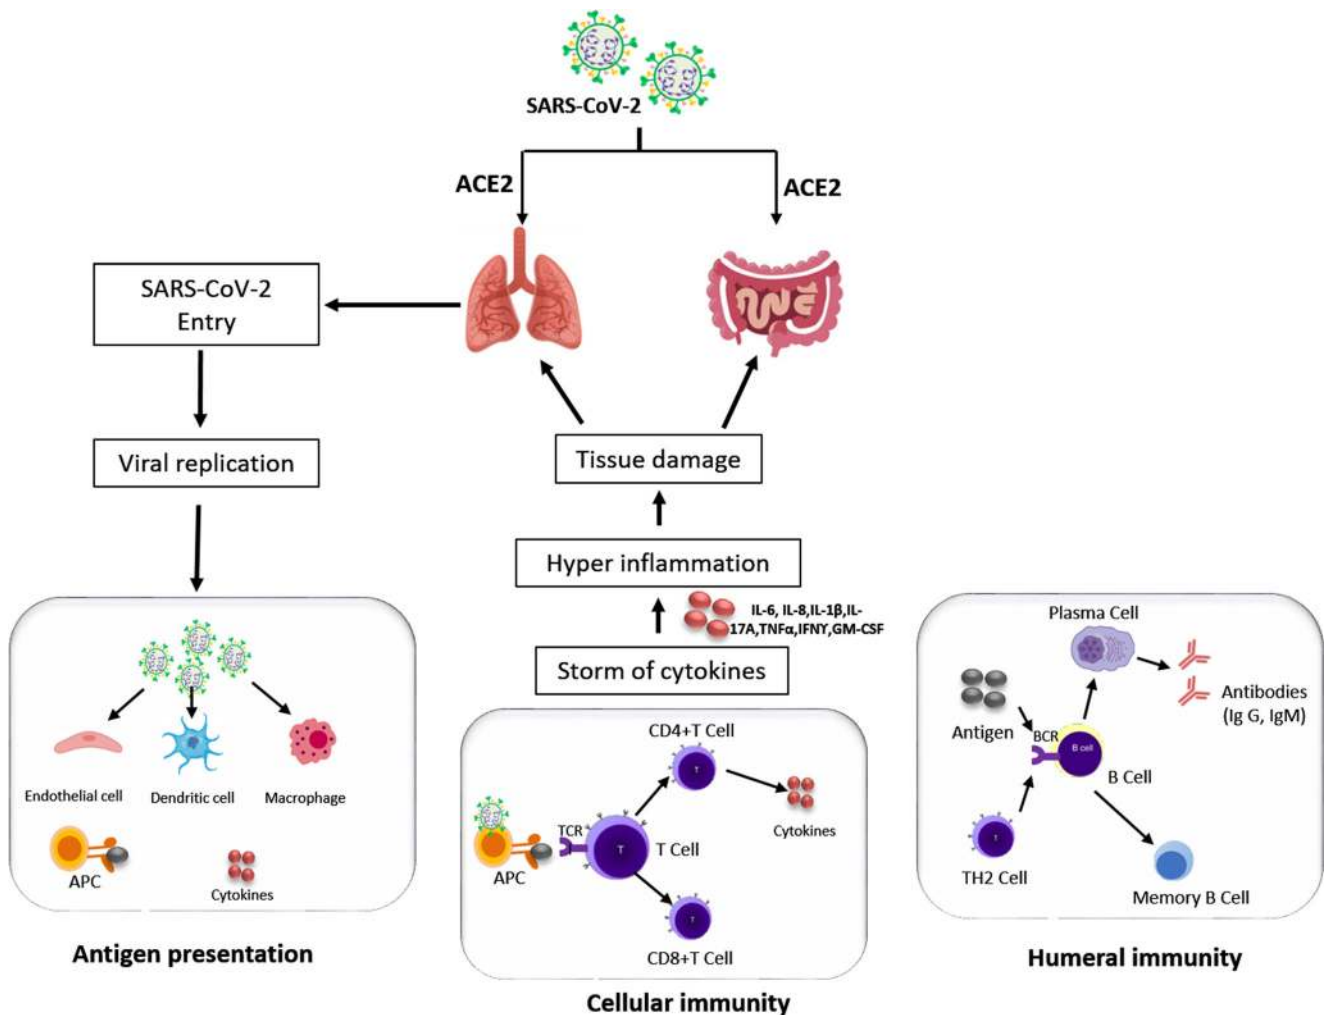 SARS-CoV-2
ACE2
ACE2
SARS-CoV-2
Entry
Viral replication
Tissue damage
Hyper inflammation
IL-6, IL-8,IL-1β,IL-
17A,TNFα,IFNY,GM-CSF
Storm of cytokines
Endothelial cell
Dendritic cell
Macrophage
APC
Cytokines
Antigen presentation
CD4+T Cell
TCR
T
T
T Cell
Cytokines
APC
T
CD8+T Cell
Cellular immunity
Plasma Cell
Antigen
Antibodies
(Ig G, IgM)
BCR
B cell
B Cell
T
TH2 Cell
Memory B Cell
Humeral immunity